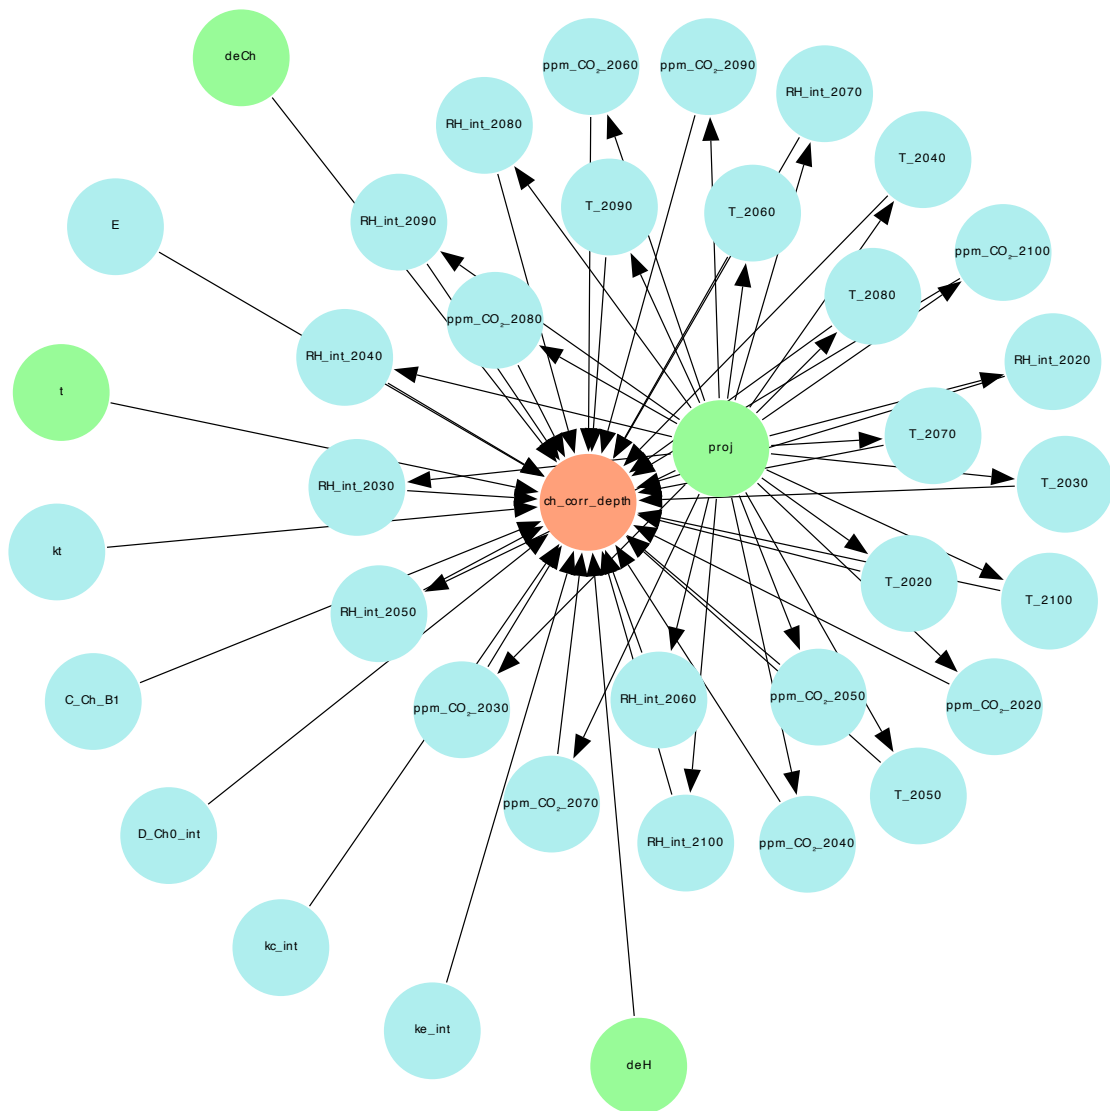 deCh
ppm_CO₂_2060
ppm_CO₂_2090
RH_int_2070
RH_int_2080
T_2040
T_2090
T_2060
RH_int_2090
E
ppm_CO₂_2100
T_2080
ppm_CO₂_2080
RH_int_2040
RH_int_2020
t
T_2070
proj
T_2030
RH_int_2030
ch_corr_depth
kt
T_2020
T_2100
RH_int_2050
C_Ch_B1
RH_int_2060
ppm_CO₂_2050
ppm_CO₂_2020
ppm_CO₂_2030
T_2050
ppm_CO₂_2070
D_Ch0_int
RH_int_2100
ppm_CO₂_2040
kc_int
ke_int
deH